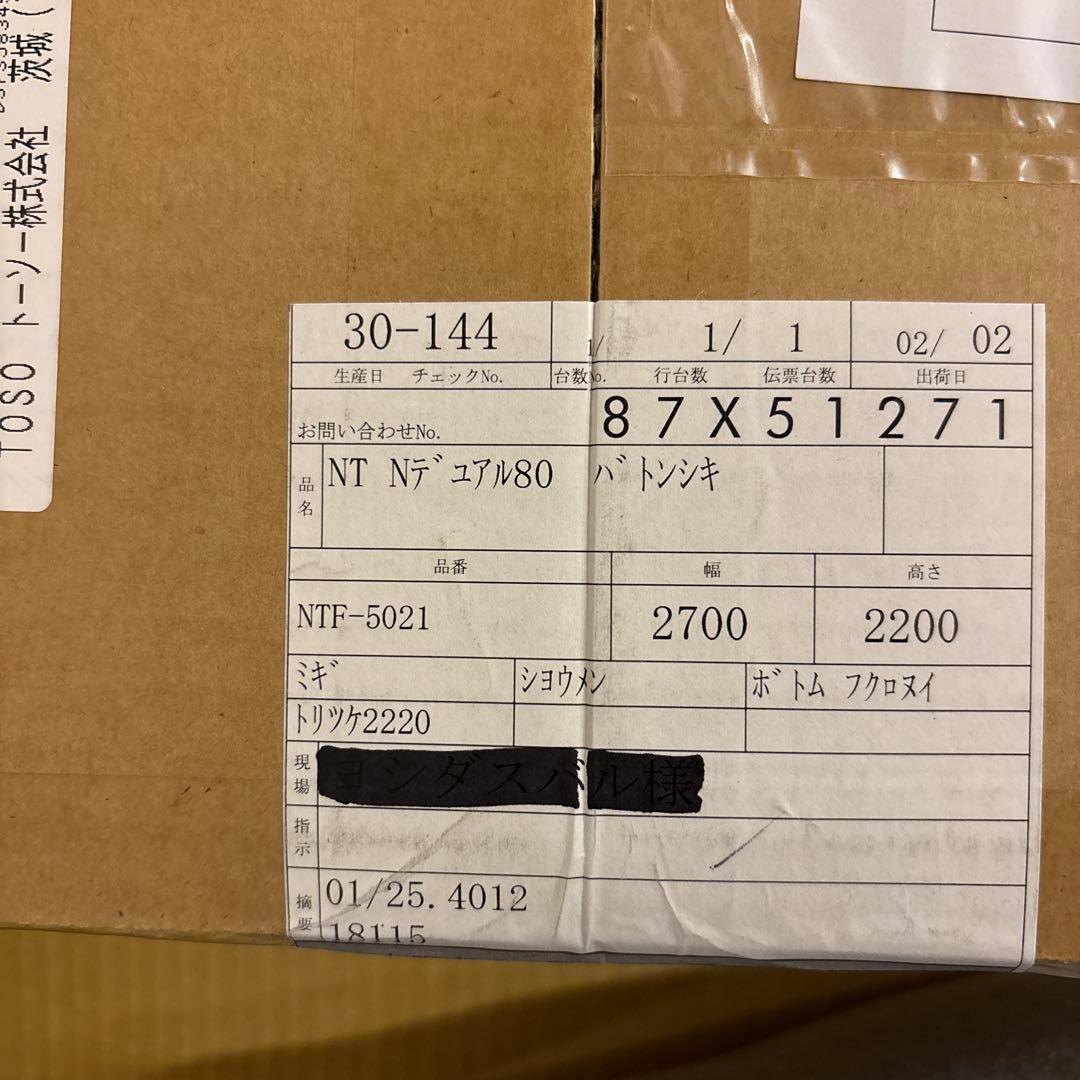 TOSO トーソー株式会社 茨城(
30-144 1/ 1/ 1 02/ 02
生産日 チェックNo. 台数No. 行台数 伝票台数 出荷日
お問い合わせNo. 87X51271
品名 NT Nデュアル80 バトンシキ
品番 幅 高さ
NTF-5021 2700 2200
ミギ ショウメン ボトム フクロヌイ
トリツケ2220
現場
指示
摘要 01/25. 4012
18115